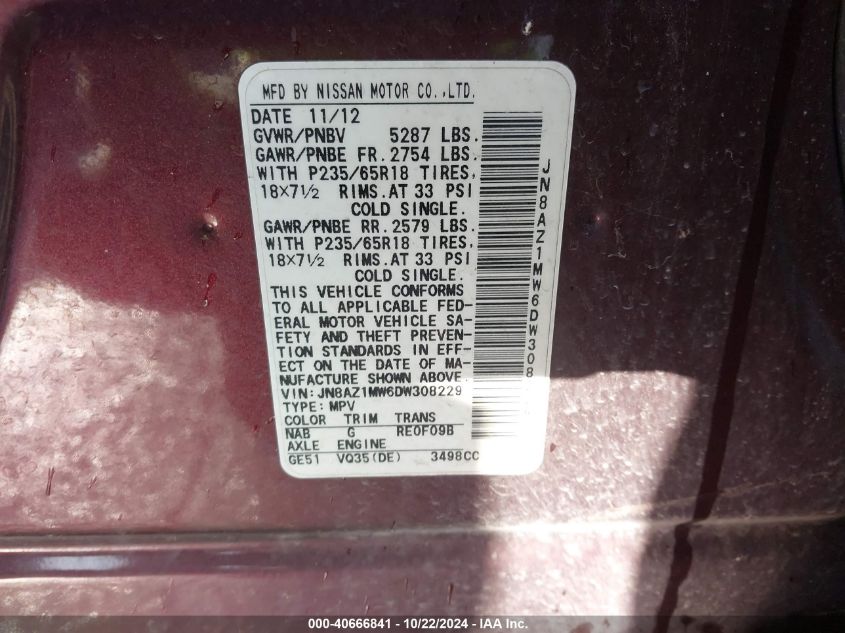 MFD BY NISSAN MOTOR CO.,LTD.
DATE 11/12
GVWR/PNBV 5287 LBS.
GAWR/PNBE FR. 2754 LBS.
WITH P235/65R18 TIRES,
18×7½ RIMS.AT 33 PSI
COLD SINGLE.
GAWR/PNBE RR. 2579 LBS.
WITH P235/65R18 TIRES,
18×7½ RIMS.AT 33 PSI
COLD SINGLE.
THIS VEHICLE CONFORMS
TO ALL APPLICABLE FED-
ERAL MOTOR VEHICLE SA-
FETY AND THEFT PREVEN-
TION STANDARDS IN EFF-
ECT ON THE DATE OF MA-
NUFACTURE SHOWN ABOVE.
VIN: JN8AZ1MW6DW308229
TYPE: MPV
COLOR TRIM TRANS
NAB G RE0F09B
AXLE ENGINE
GE51 VQ35(DE) 3498CC
JN8AZ1MW6DW308
000-40666841 - 10/22/2024 - IAA Inc.